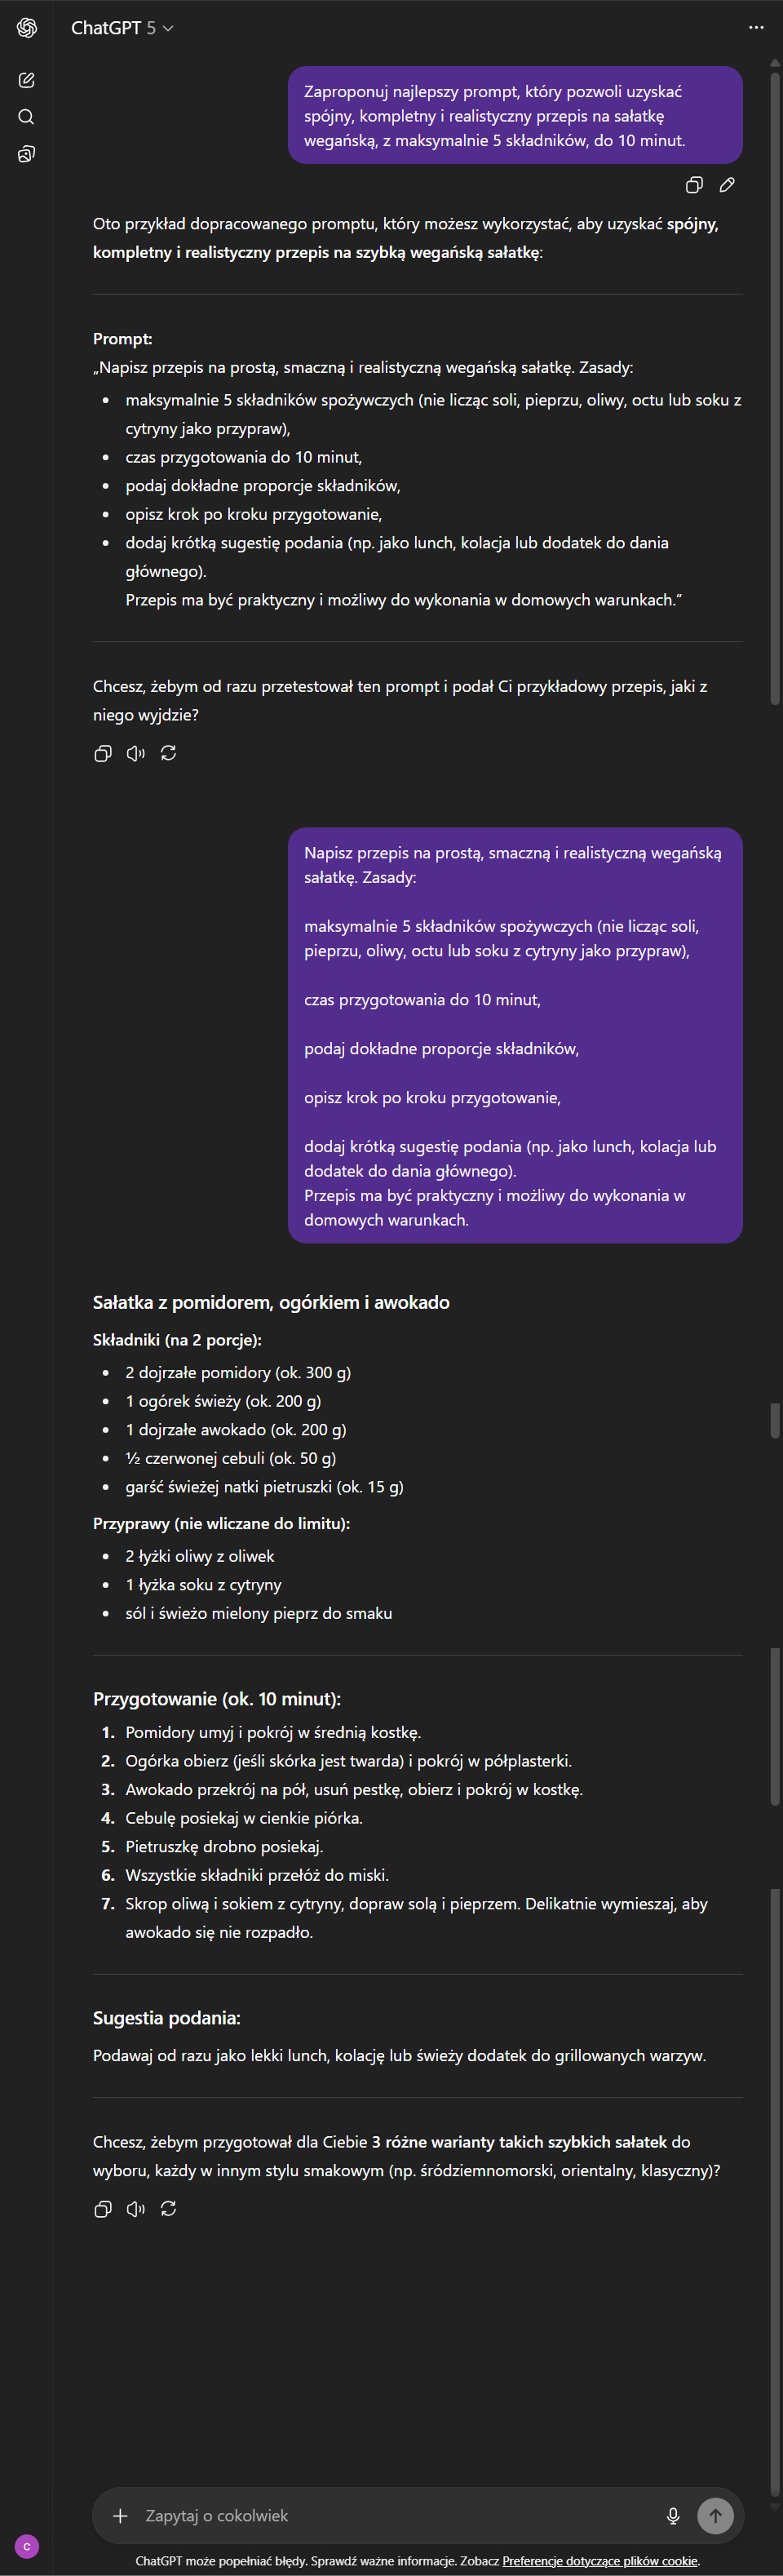 ChatGPT 5
Zaproponuj najlepszy prompt, który pozwoli uzyskać
spójny, kompletny i realistyczny przepis na sałatkę
wegańską, z maksymalnie 5 składników, do 10 minut.
Oto przykład dopracowanego promptu, który możesz wykorzystać, aby uzyskać spójny,
kompletny i realistyczny przepis na szybką wegańską sałatkę:
Prompt:
„Napisz przepis na prostą, smaczną i realistyczną wegańską sałatkę. Zasady:
• maksymalnie 5 składników spożywczych (nie licząc soli, pieprzu, oliwy, octu lub soku z
cytryny jako przypraw),
• czas przygotowania do 10 minut,
• podaj dokładne proporcje składników,
• opisz krok po kroku przygotowanie,
• dodaj krótką sugestię podania (np. jako lunch, kolacja lub dodatek do dania
głównego).
Przepis ma być praktyczny i możliwy do wykonania w domowych warunkach.”
Chcesz, żebym od razu przetestował ten prompt i podał Ci przykładowy przepis, jaki z
niego wyjdzie?
Napisz przepis na prostą, smaczną i realistyczną wegańską
sałatkę. Zasady:
maksymalnie 5 składników spożywczych (nie licząc soli,
pieprzu, oliwy, octu lub soku z cytryny jako przypraw),
czas przygotowania do 10 minut,
podaj dokładne proporcje składników,
opisz krok po kroku przygotowanie,
dodaj krótką sugestię podania (np. jako lunch, kolacja lub
dodatek do dania głównego).
Przepis ma być praktyczny i możliwy do wykonania w
domowych warunkach.
Sałatka z pomidorem, ogórkiem i awokado
Składniki (na 2 porcje):
• 2 dojrzałe pomidory (ok. 300 g)
• 1 ogórek świeży (ok. 200 g)
• 1 dojrzałe awokado (ok. 200 g)
• ½ czerwonej cebuli (ok. 50 g)
• garść świeżej natki pietruszki (ok. 15 g)
Przyprawy (nie wliczane do limitu):
• 2 łyżki oliwy z oliwek
• 1 łyżka soku z cytryny
• sól i świeżo mielony pieprz do smaku
Przygotowanie (ok. 10 minut):
1. Pomidory umyj i pokrój w średnią kostkę.
2. Ogórka obierz (jeśli skórka jest twarda) i pokrój w półplasterki.
3. Awokado przekrój na pół, usuń pestkę, obierz i pokrój w kostkę.
4. Cebulę posiekaj w cienkie piórka.
5. Pietruszkę drobno posiekaj.
6. Wszystkie składniki przełóż do miski.
7. Skrop oliwą i sokiem z cytryny, dopraw solą i pieprzem. Delikatnie wymieszaj, aby
awokado się nie rozpadło.
Sugestia podania:
Podawaj od razu jako lekki lunch, kolację lub świeży dodatek do grillowanych warzyw.
Chcesz, żebym przygotował dla Ciebie 3 różne warianty takich szybkich sałatek do
wyboru, każdy w innym stylu smakowym (np. śródziemnomorski, orientalny, klasyczny)?
Zapytaj o cokolwiek
C
ChatGPT może popełniać błędy. Sprawdź ważne informacje. Zobacz Preferencje dotyczące plików cookie.